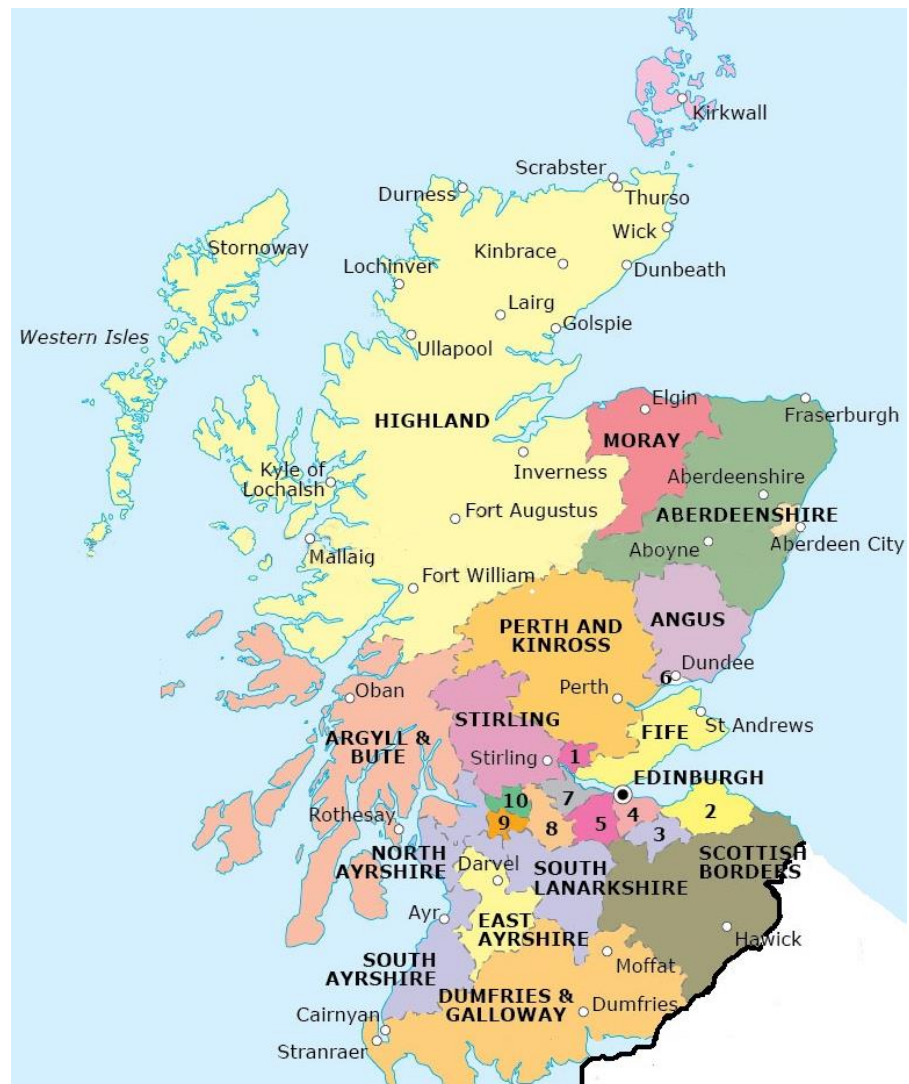 Kirkwall
Scrabster
Durness
Thurso
Wick
Stornoway
Kinbrace
Lochinver
Dunbeath
Lairg
Golspie
Western Isles
Ullapool
Elgin
Fraserburgh
HIGHLAND
MORAY
Inverness
Kyle of
Lochalsh
Aberdeenshire
Fort Augustus
ABERDEENSHIRE
Aberdeen City
Mallaig
Aboyne
Fort William
PERTH AND
KINROSS
ANGUS
Dundee
6
Oban
Perth
STIRLING
St Andrews
FIFE
ARGYLL &
BUTE
Stirling
1
EDINBURGH
10
7
2
Rothesay
9
8
5
4
3
NORTH
AYRSHIRE
Darvel
SOUTH
LANARKSHIRE
SCOTTISH
BORDERS
Ayr
EAST
AYRSHIRE
Hawick
SOUTH
AYRSHIRE
Moffat
DUMFRIES &
GALLOWAY
Dumfries
Cairnyan
Stranraer